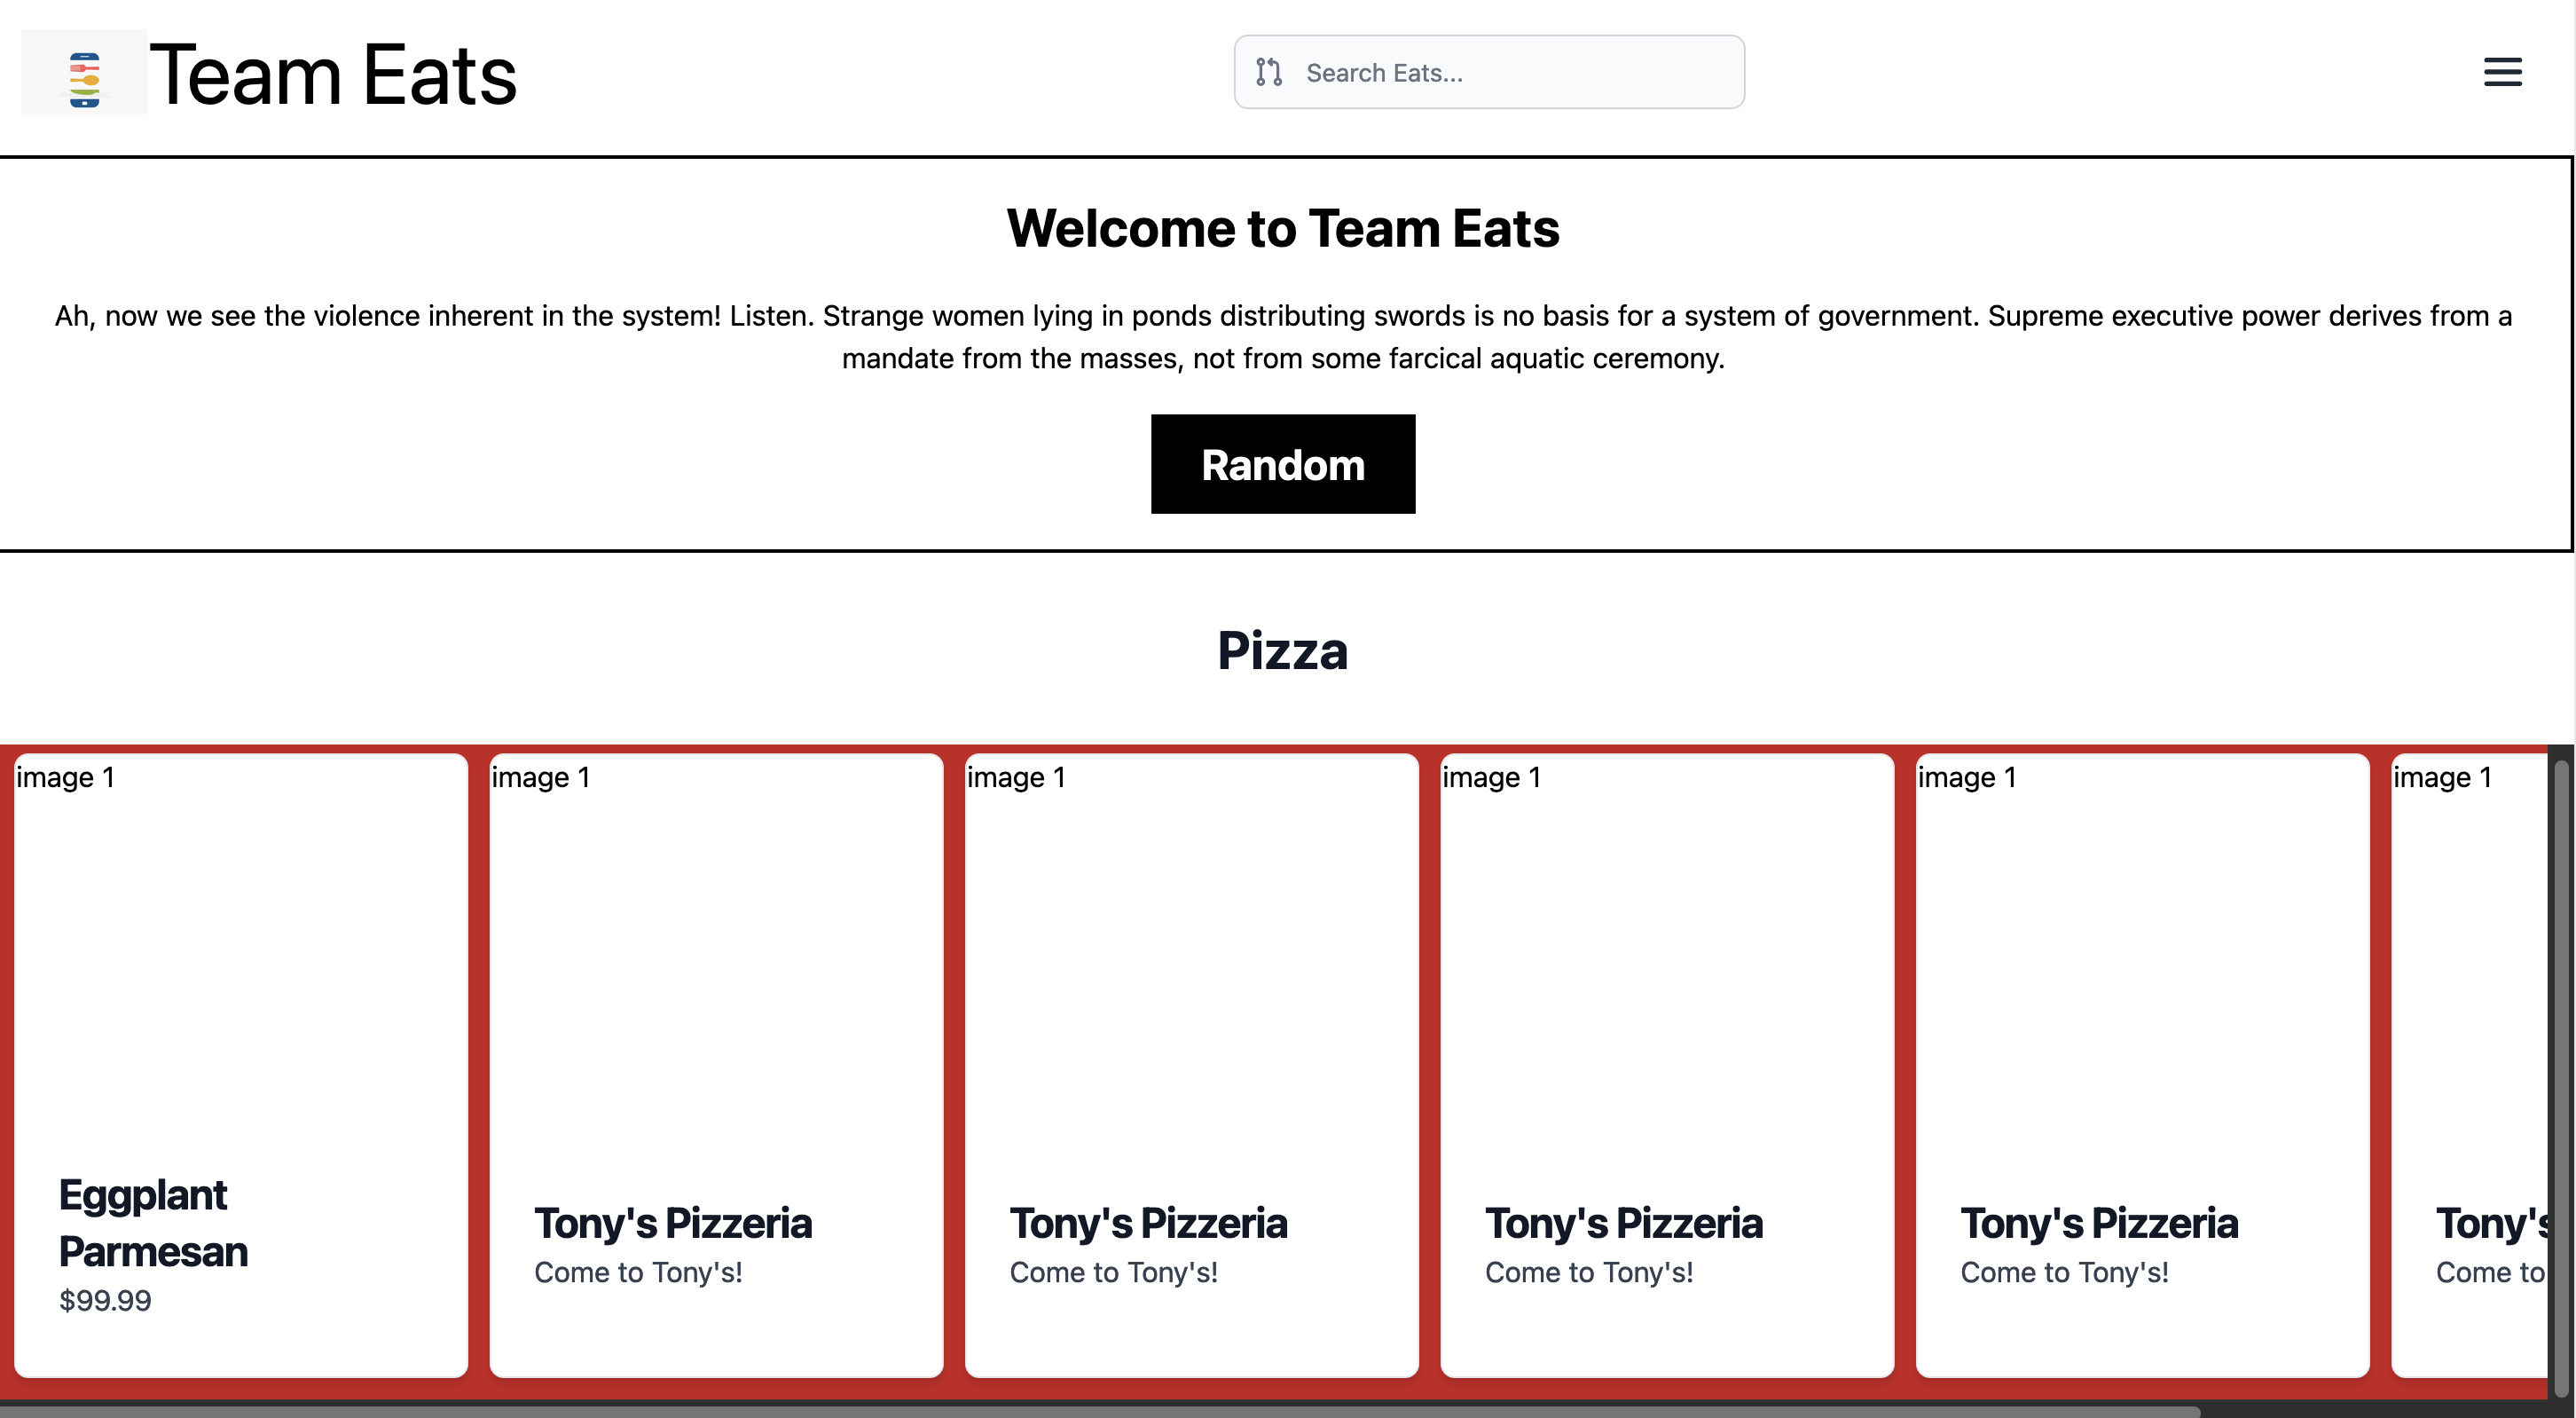 Team Eats
Search Eats...
Welcome to Team Eats
Ah, now we see the violence inherent in the system! Listen. Strange women lying in ponds distributing swords is no basis for a system of government. Supreme executive power derives from a
mandate from the masses, not from some farcical aquatic ceremony.
Random
Pizza
image 1
Eggplant
Parmesan
$99.99
image 1
Tony's Pizzeria
Come to Tony's!
image 1
Tony's Pizzeria
Come to Tony's!
image 1
Tony's Pizzeria
Come to Tony's!
image 1
Tony's Pizzeria
Come to Tony's!
image 1
Tony's
Come to